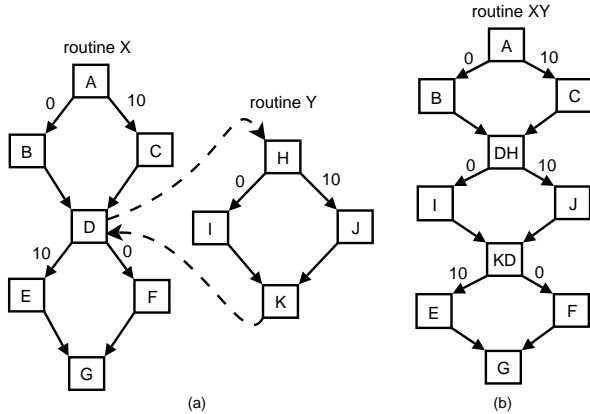 routine X
A
0
10
B
C
D
10
0
E
F
G
routine Y
H
0
10
I
J
K
(a)
routine XY
A
0
10
B
C
DH
0
10
I
J
KD
10
0
E
F
G
(b)